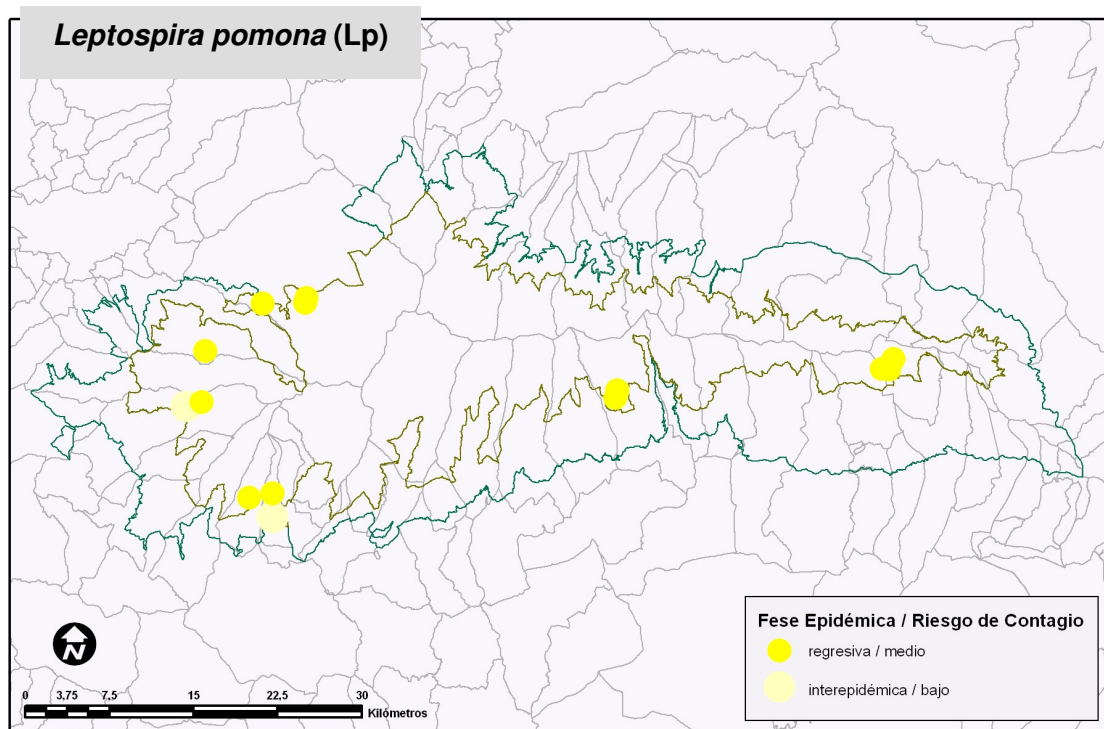 Leptospira pomona (Lp)
Fese Epidémica / Riesgo de Contagio
regresiva / medio
interepidémica / bajo
N
0 3,75 7,5 15 22,5 30
Kilómetros